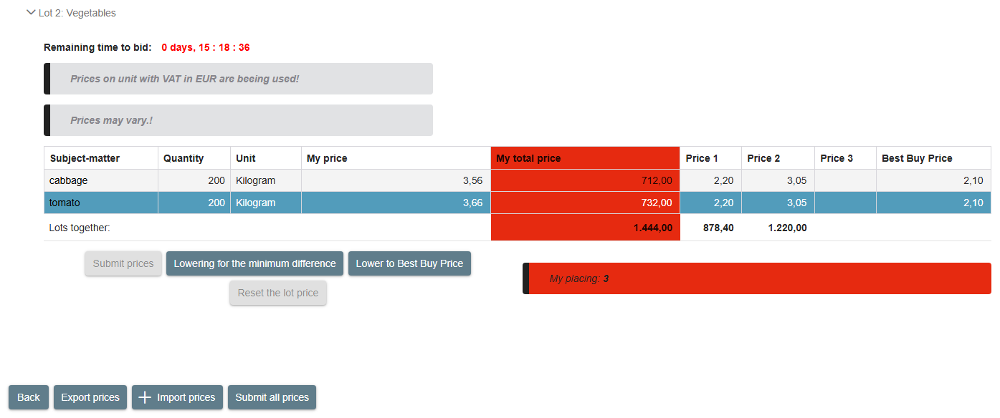 Lot 2: Vegetables
Remaining time to bid: 0 days, 15 : 18 : 36
Prices on unit with VAT in EUR are beeing used!
Prices may vary.!
Subject-matter Quantity Unit My price My total price Price 1 Price 2 Price 3 Best Buy Price
cabbage 200 Kilogram 3,56 712,00 2,20 3,05 2,10
tomato 200 Kilogram 3,66 732,00 2,20 3,05 2,10
Lots together: 1.444,00 878,40 1.220,00
Submit prices Lowering for the minimum difference Lower to Best Buy Price
My placing: 3
Reset the lot price
Back Export prices Import prices Submit all prices